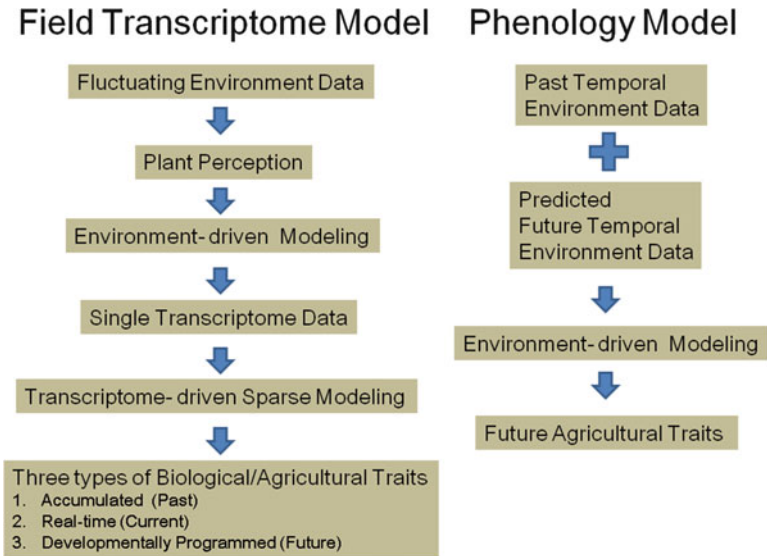 Field Transcriptome Model
Fluctuating Environment Data
Plant Perception
Environment- driven Modeling
Single Transcriptome Data
Transcriptome- driven Sparse Modeling
Three types of Biological/Agricultural Traits
1. Accumulated (Past)
2. Real-time (Current)
3. Developmentally Programmed (Future)
Phenology Model
Past Temporal
Environment Data
Predicted
Future Temporal
Environment Data
Environment- driven Modeling
Future Agricultural Traits